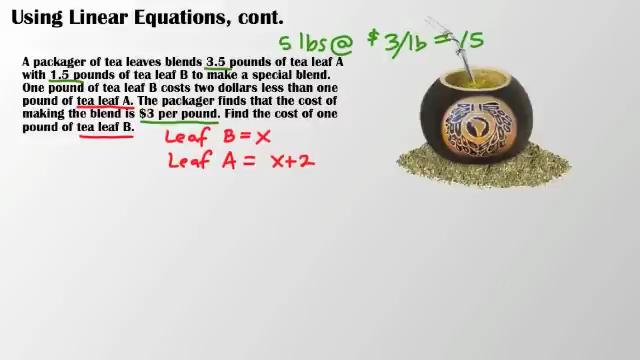 Using Linear Equations, cont.
5 lbs @ $3/lb = 15
A packager of tea leaves blends 3.5 pounds of tea leaf A
with 1.5 pounds of tea leaf B to make a special blend.
One pound of tea leaf B costs two dollars less than one
pound of tea leaf A. The packager finds that the cost of
making the blend is $3 per pound. Find the cost of one
pound of tea leaf B.
Leaf B = x
Leaf A = x+2